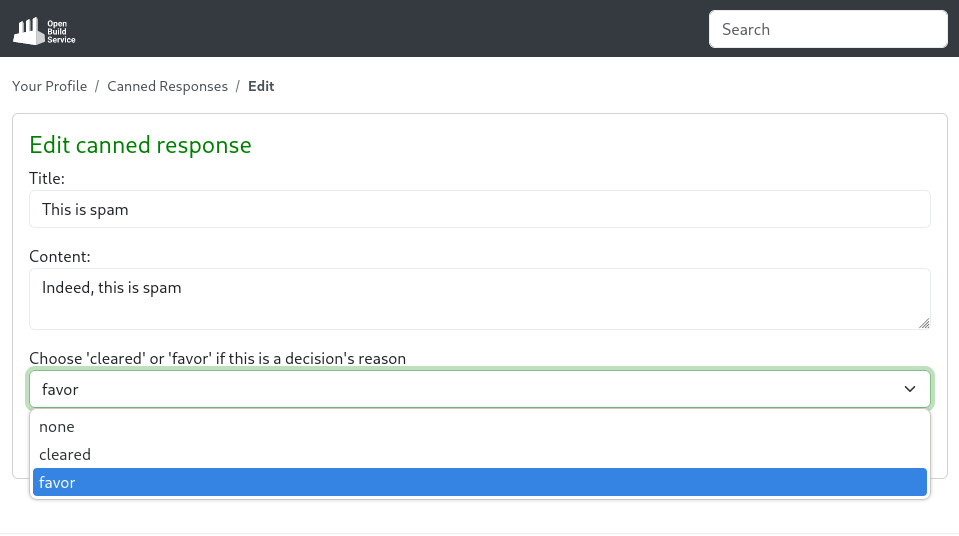 Open
Build
Service
Search
Your Profile / Canned Responses / Edit
Edit canned response
Title:
This is spam
Content:
Indeed, this is spam
Choose 'cleared' or 'favor' if this is a decision's reason
favor
none
cleared
favor